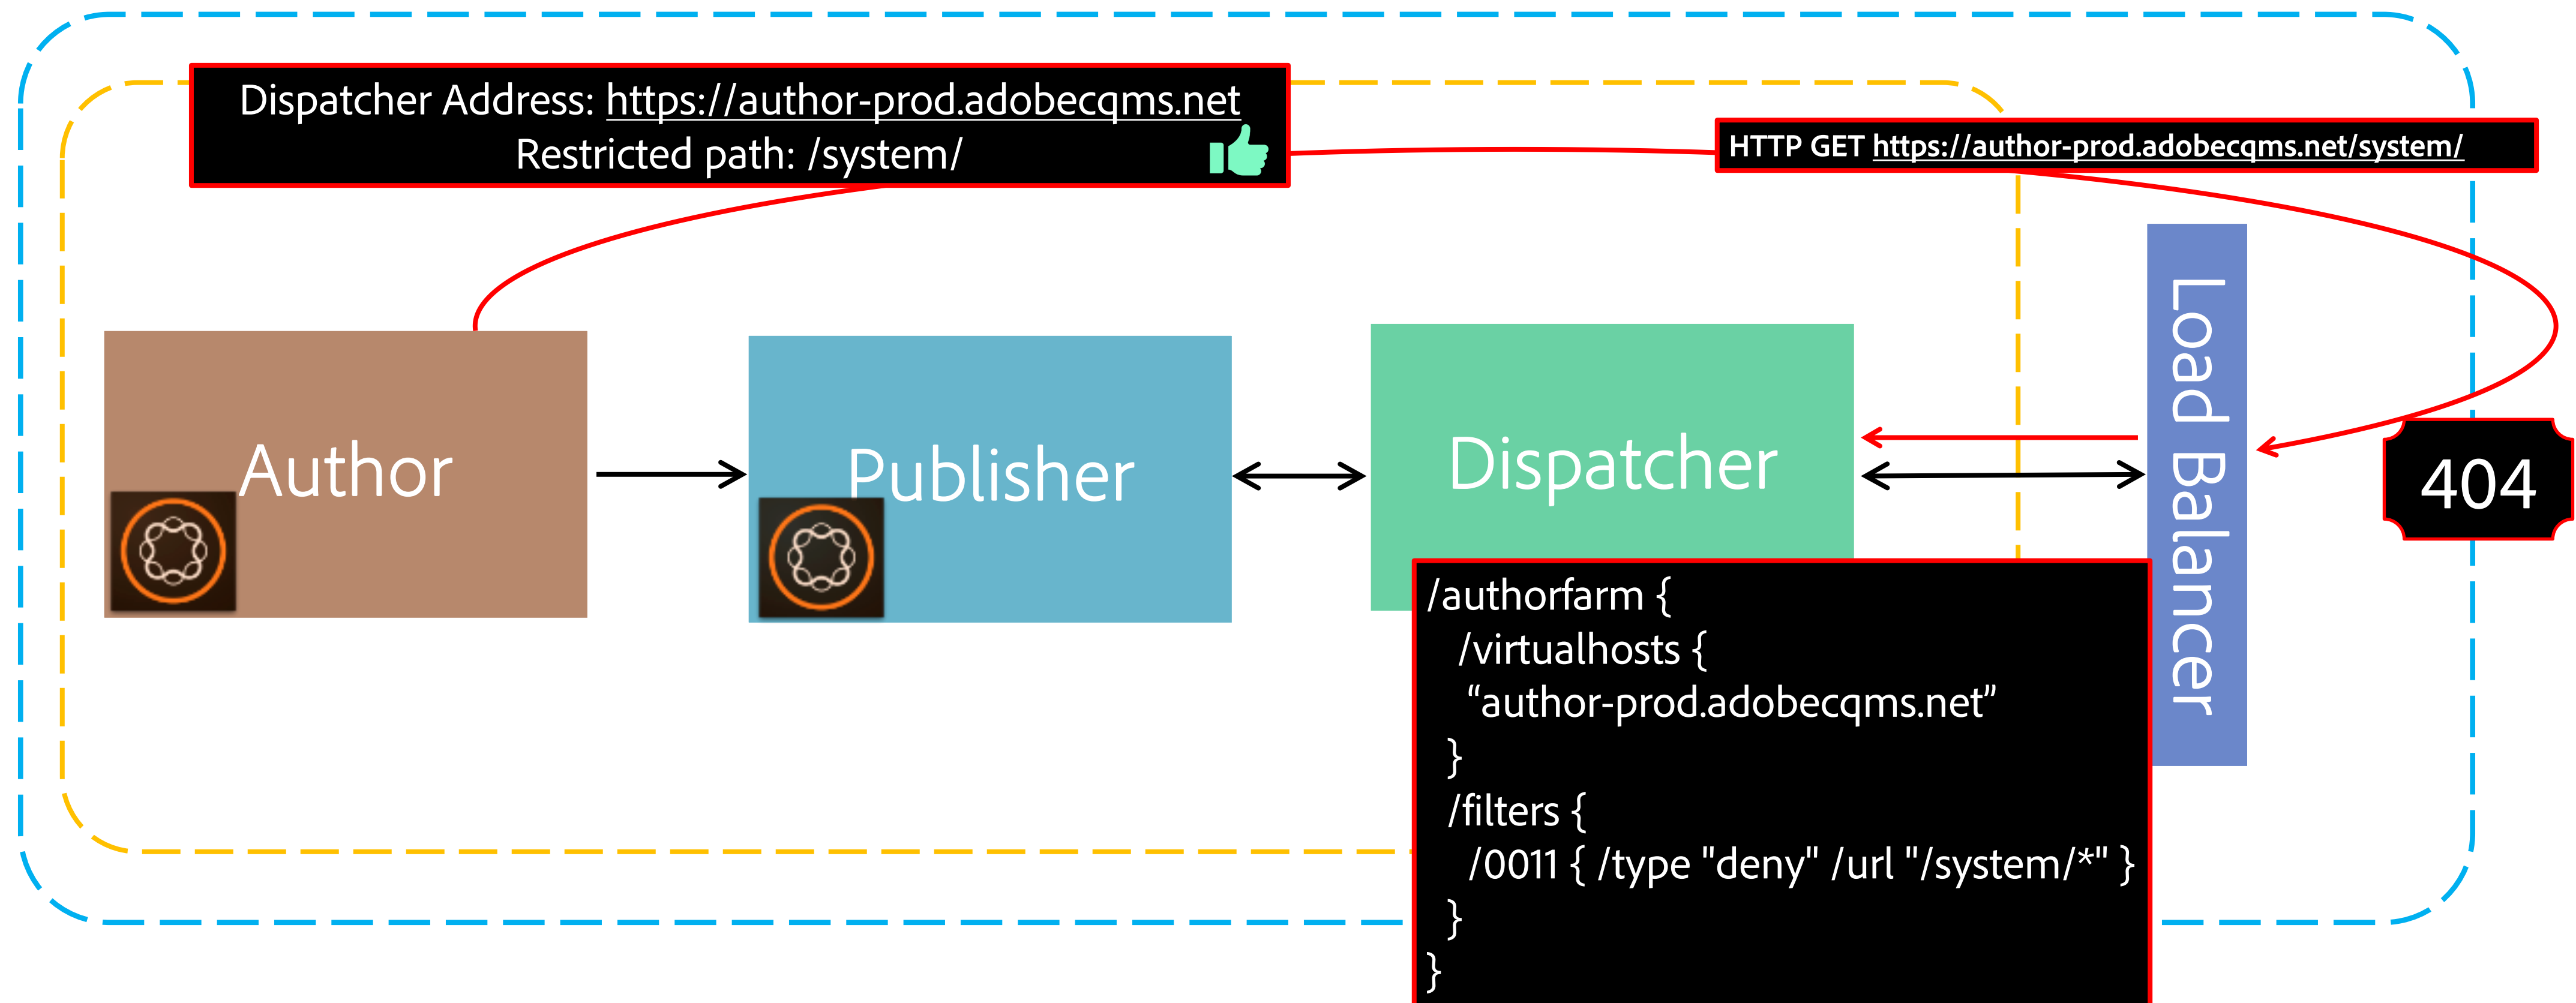 Dispatcher Address: https://author-prod.adobecqms.net
Restricted path: /system/
HTTP GET https://author-prod.adobecqms.net/system/
Author
Publisher
Dispatcher
Load Balancer
404
/authorfarm {
/virtualhosts {
“author-prod.adobecqms.net”
}
/filters {
/0011 { /type "deny" /url "/system/*" }
}
}